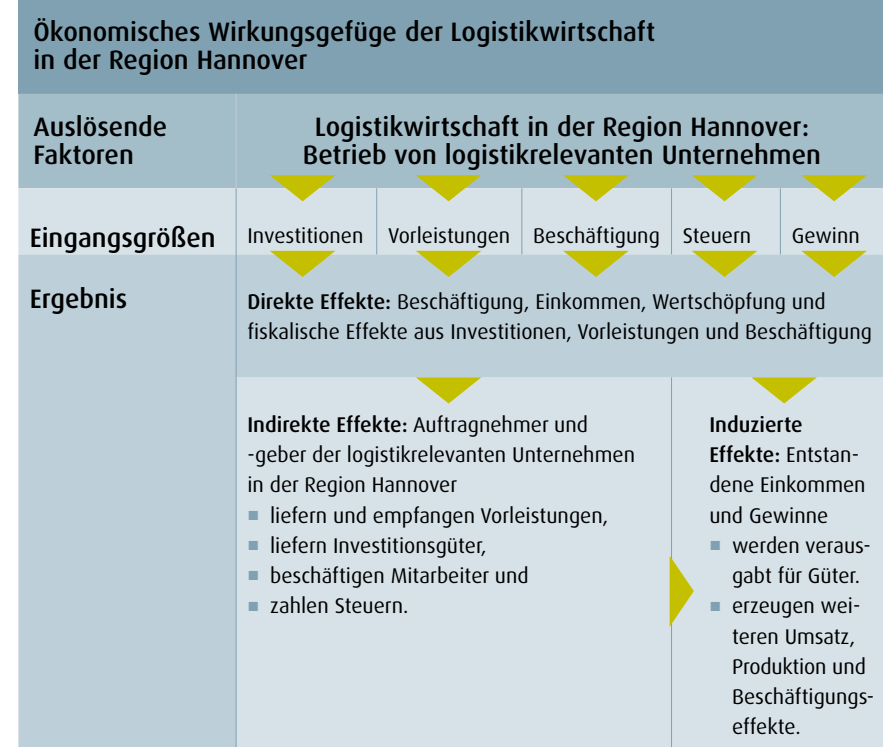 Ökonomisches Wirkungsgefüge der Logistikwirtschaft
in der Region Hannover
Auslösende
Faktoren
Logistikwirtschaft in der Region Hannover:
Betrieb von logistikrelevanten Unternehmen
Eingangsgrößen
Investitionen
Vorleistungen
Beschäftigung
Steuern
Gewinn
Ergebnis
Direkte Effekte: Beschäftigung, Einkommen, Wertschöpfung und
fiskalische Effekte aus Investitionen, Vorleistungen und Beschäftigung
Indirekte Effekte: Auftragnehmer und
-geber der logistikrelevanten Unternehmen
in der Region Hannover
■ liefern und empfangen Vorleistungen,
■ liefern Investitionsgüter,
■ beschäftigen Mitarbeiter und
■ zahlen Steuern.
Induzierte
Effekte: Entstan-
dene Einkommen
und Gewinne
■ werden veraus-
gabt für Güter.
■ erzeugen wei-
teren Umsatz,
Produktion und
Beschäftigungs-
effekte.